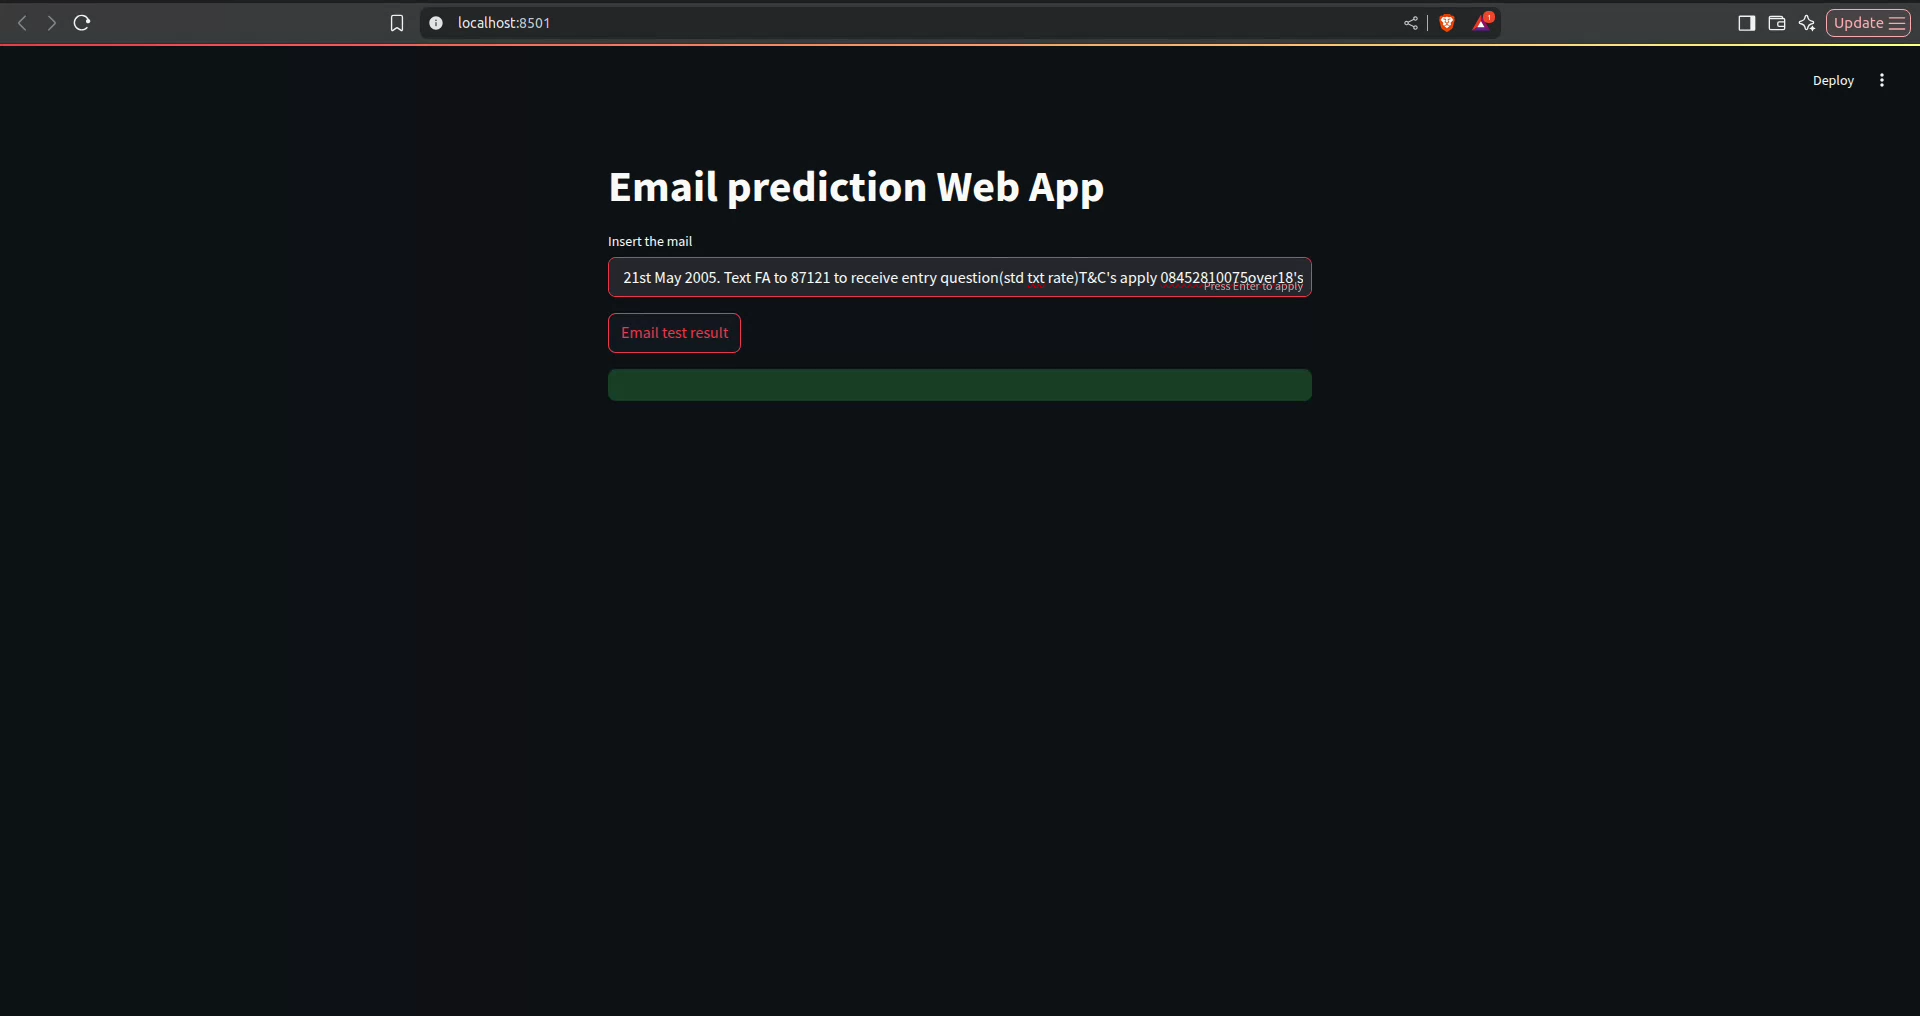 localhost:8501
1
Update
Deploy
Email prediction Web App
Insert the mail
21st May 2005. Text FA to 87121 to receive entry question(std txt rate)T&C's apply 08452810075over18's
Press Enter to apply
Email test result